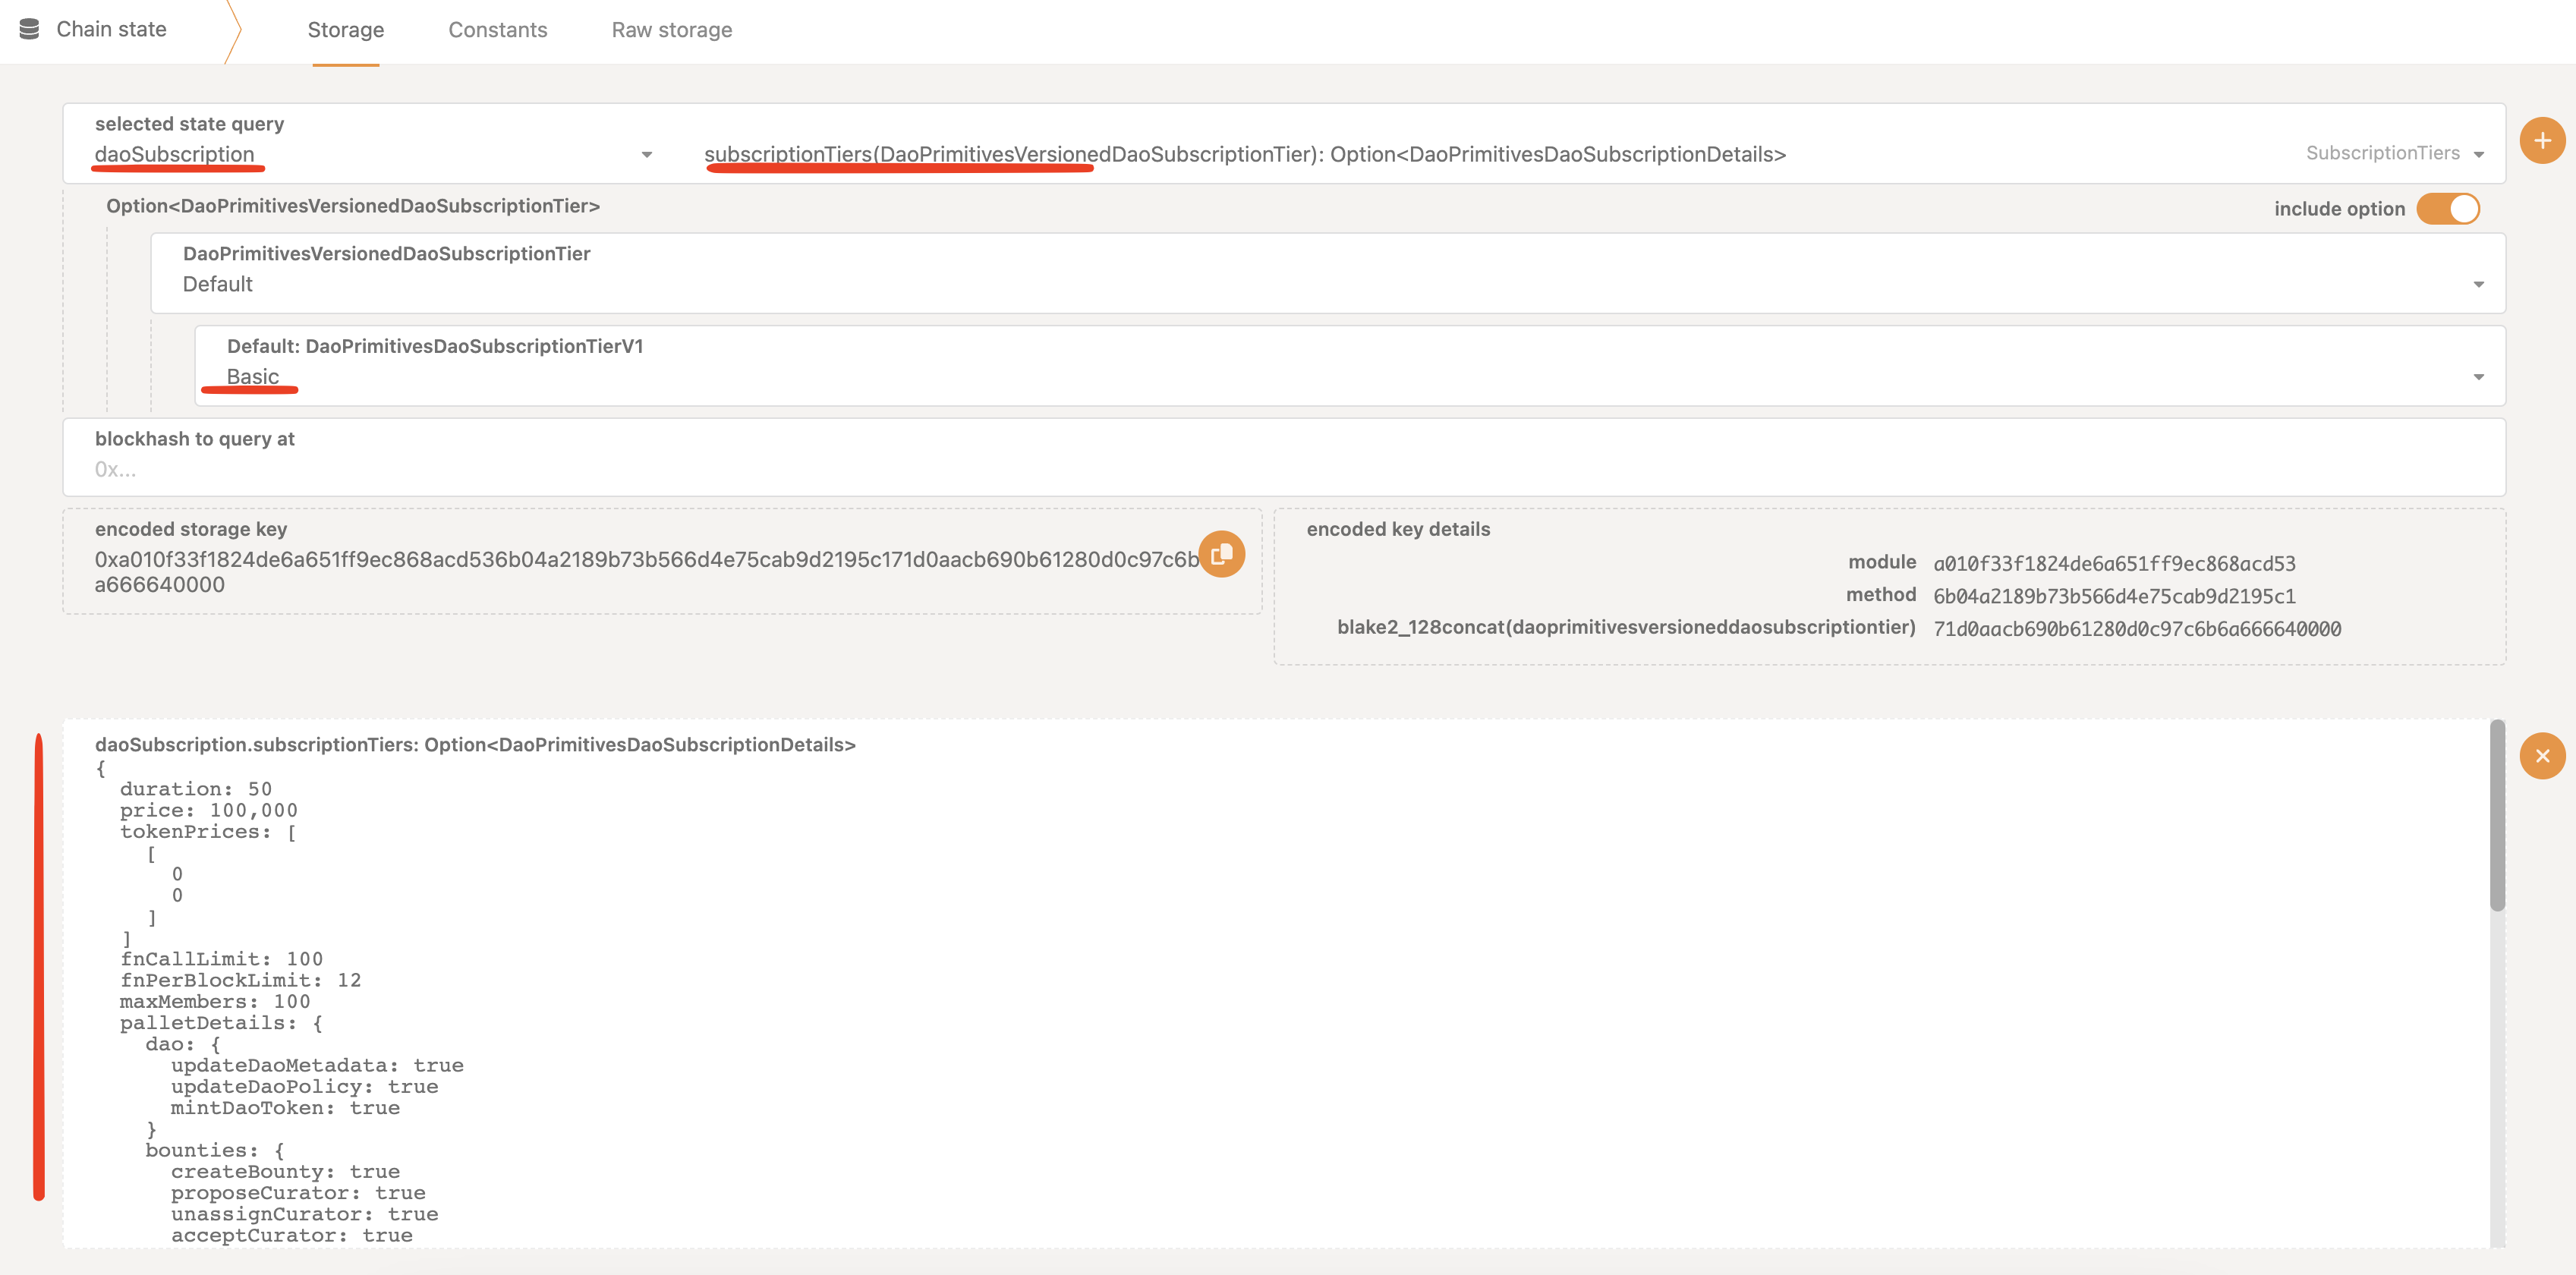 Chain state
Storage
Constants
Raw storage
selected state query
daoSubscription
subscriptionTiers(DaoPrimitivesVersionedDaoSubscriptionTier): Option<DaoPrimitivesDaoSubscriptionDetails>
SubscriptionTiers
Option<DaoPrimitivesVersionedDaoSubscriptionTier>
include option
DaoPrimitivesVersionedDaoSubscriptionTier
Default
Default: DaoPrimitivesDaoSubscriptionTierV1
Basic
blockhash to query at
0x...
encoded storage key
0xa010f33f1824de6a651ff9ec868acd536b04a2189b73b566d4e75cab9d2195c171d0aacb690b61280d0c97c6b
a666640000
encoded key details
module a010f33f1824de6a651ff9ec868acd53
method 6b04a2189b73b566d4e75cab9d2195c1
blake2_128concat(daoprimitivesversioneddaosubscriptiontier) 71d0aacb690b61280d0c97c6b6a666640000
daoSubscription.subscriptionTiers: Option<DaoPrimitivesDaoSubscriptionDetails>
{
duration: 50
price: 100,000
tokenPrices: [
[
0
0
]
]
fnCallLimit: 100
fnPerBlockLimit: 12
maxMembers: 100
palletDetails: {
dao: {
updateDaoMetadata: true
updateDaoPolicy: true
mintDaoToken: true
}
bounties: {
createBounty: true
proposeCurator: true
unassignCurator: true
acceptCurator: true